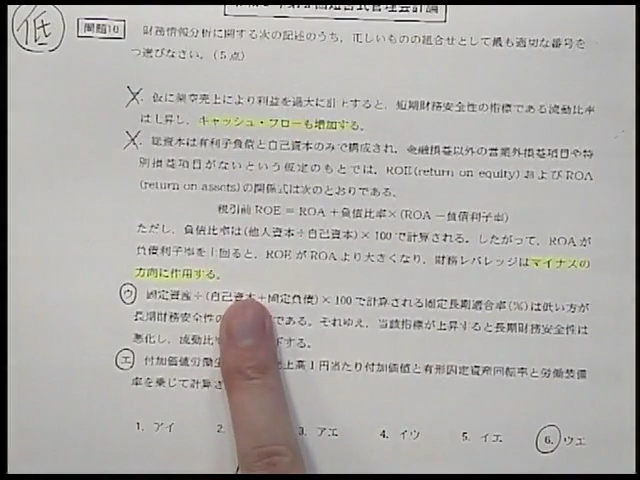 低
問題10 財務情報分析に関する次の記述のうち、正しいものの組合せとして最も適切な番号を
つ選びなさい。(5点)
仮に架空売上により利益を過大に計上すると、短期財務安全性の指標である流動比率
は上昇し、キャッシュ・フローも増加する。
総資本は有利子負債と自己資本のみで構成され、金融損益以外の営業外損益項目や特
別損益項目がないという仮定のもとでは、ROE(return on equity)およびROA
(return on assets)の関係式は次のとおりである。
税引前 ROE = ROA + 負債比率×(ROA − 負債利子率)
ただし、負債比率は(他人資本÷自己資本)×100で計算される。したがって、ROAが
負債利子率を上回ると、ROEがROAより大きくなり、財務レバレッジはマイナスの
方向に作用する。
ウ 固定資産÷(自己資本+固定負債)×100で計算される固定長期適合率(%)は低い方が
長期財務安全性の である。それゆえ、当該指標が上昇すると長期財務安全性は
悪化し、流動比 する。
エ 付加価値労働生 上高1円当たり付加価値と有形固定資産回転率と労働装備
率を乗じて計算さ
1. アイ 2. 3. アエ 4. イウ 5. イエ 6. ウエ